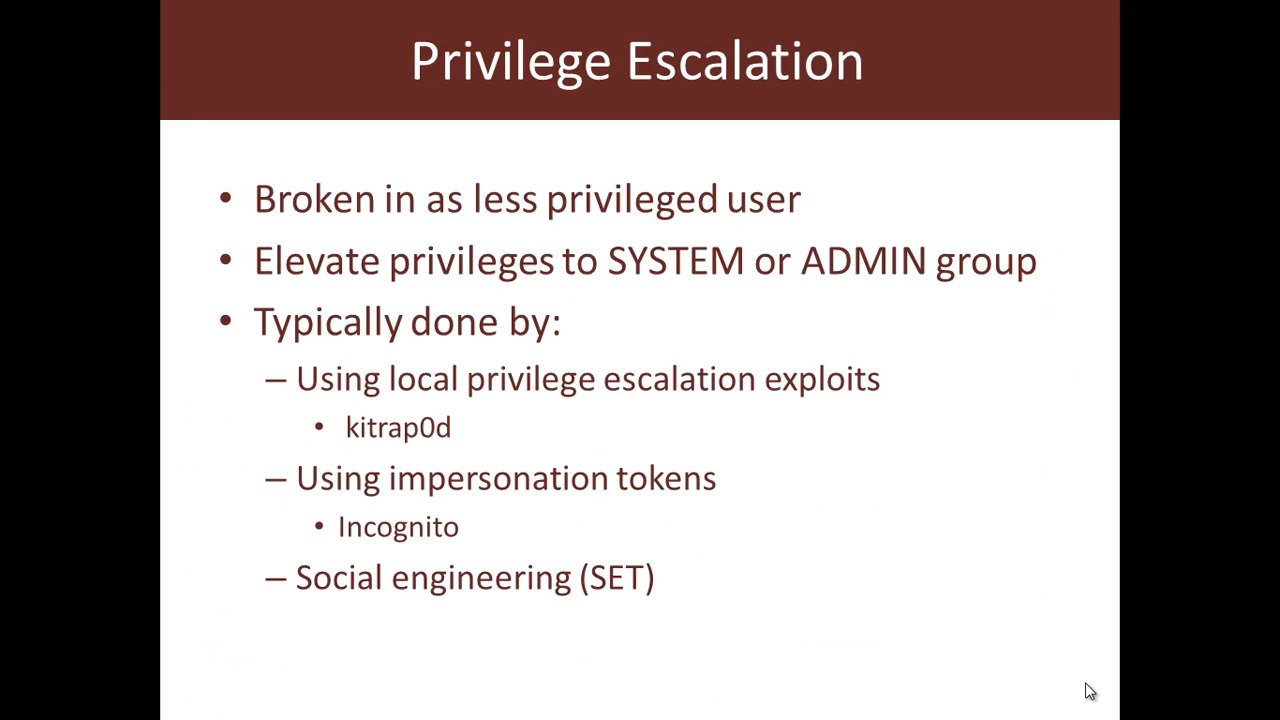 Privilege Escalation
• Broken in as less privileged user
• Elevate privileges to SYSTEM or ADMIN group
• Typically done by:
– Using local privilege escalation exploits
• kitrap0d
– Using impersonation tokens
• Incognito
– Social engineering (SET)